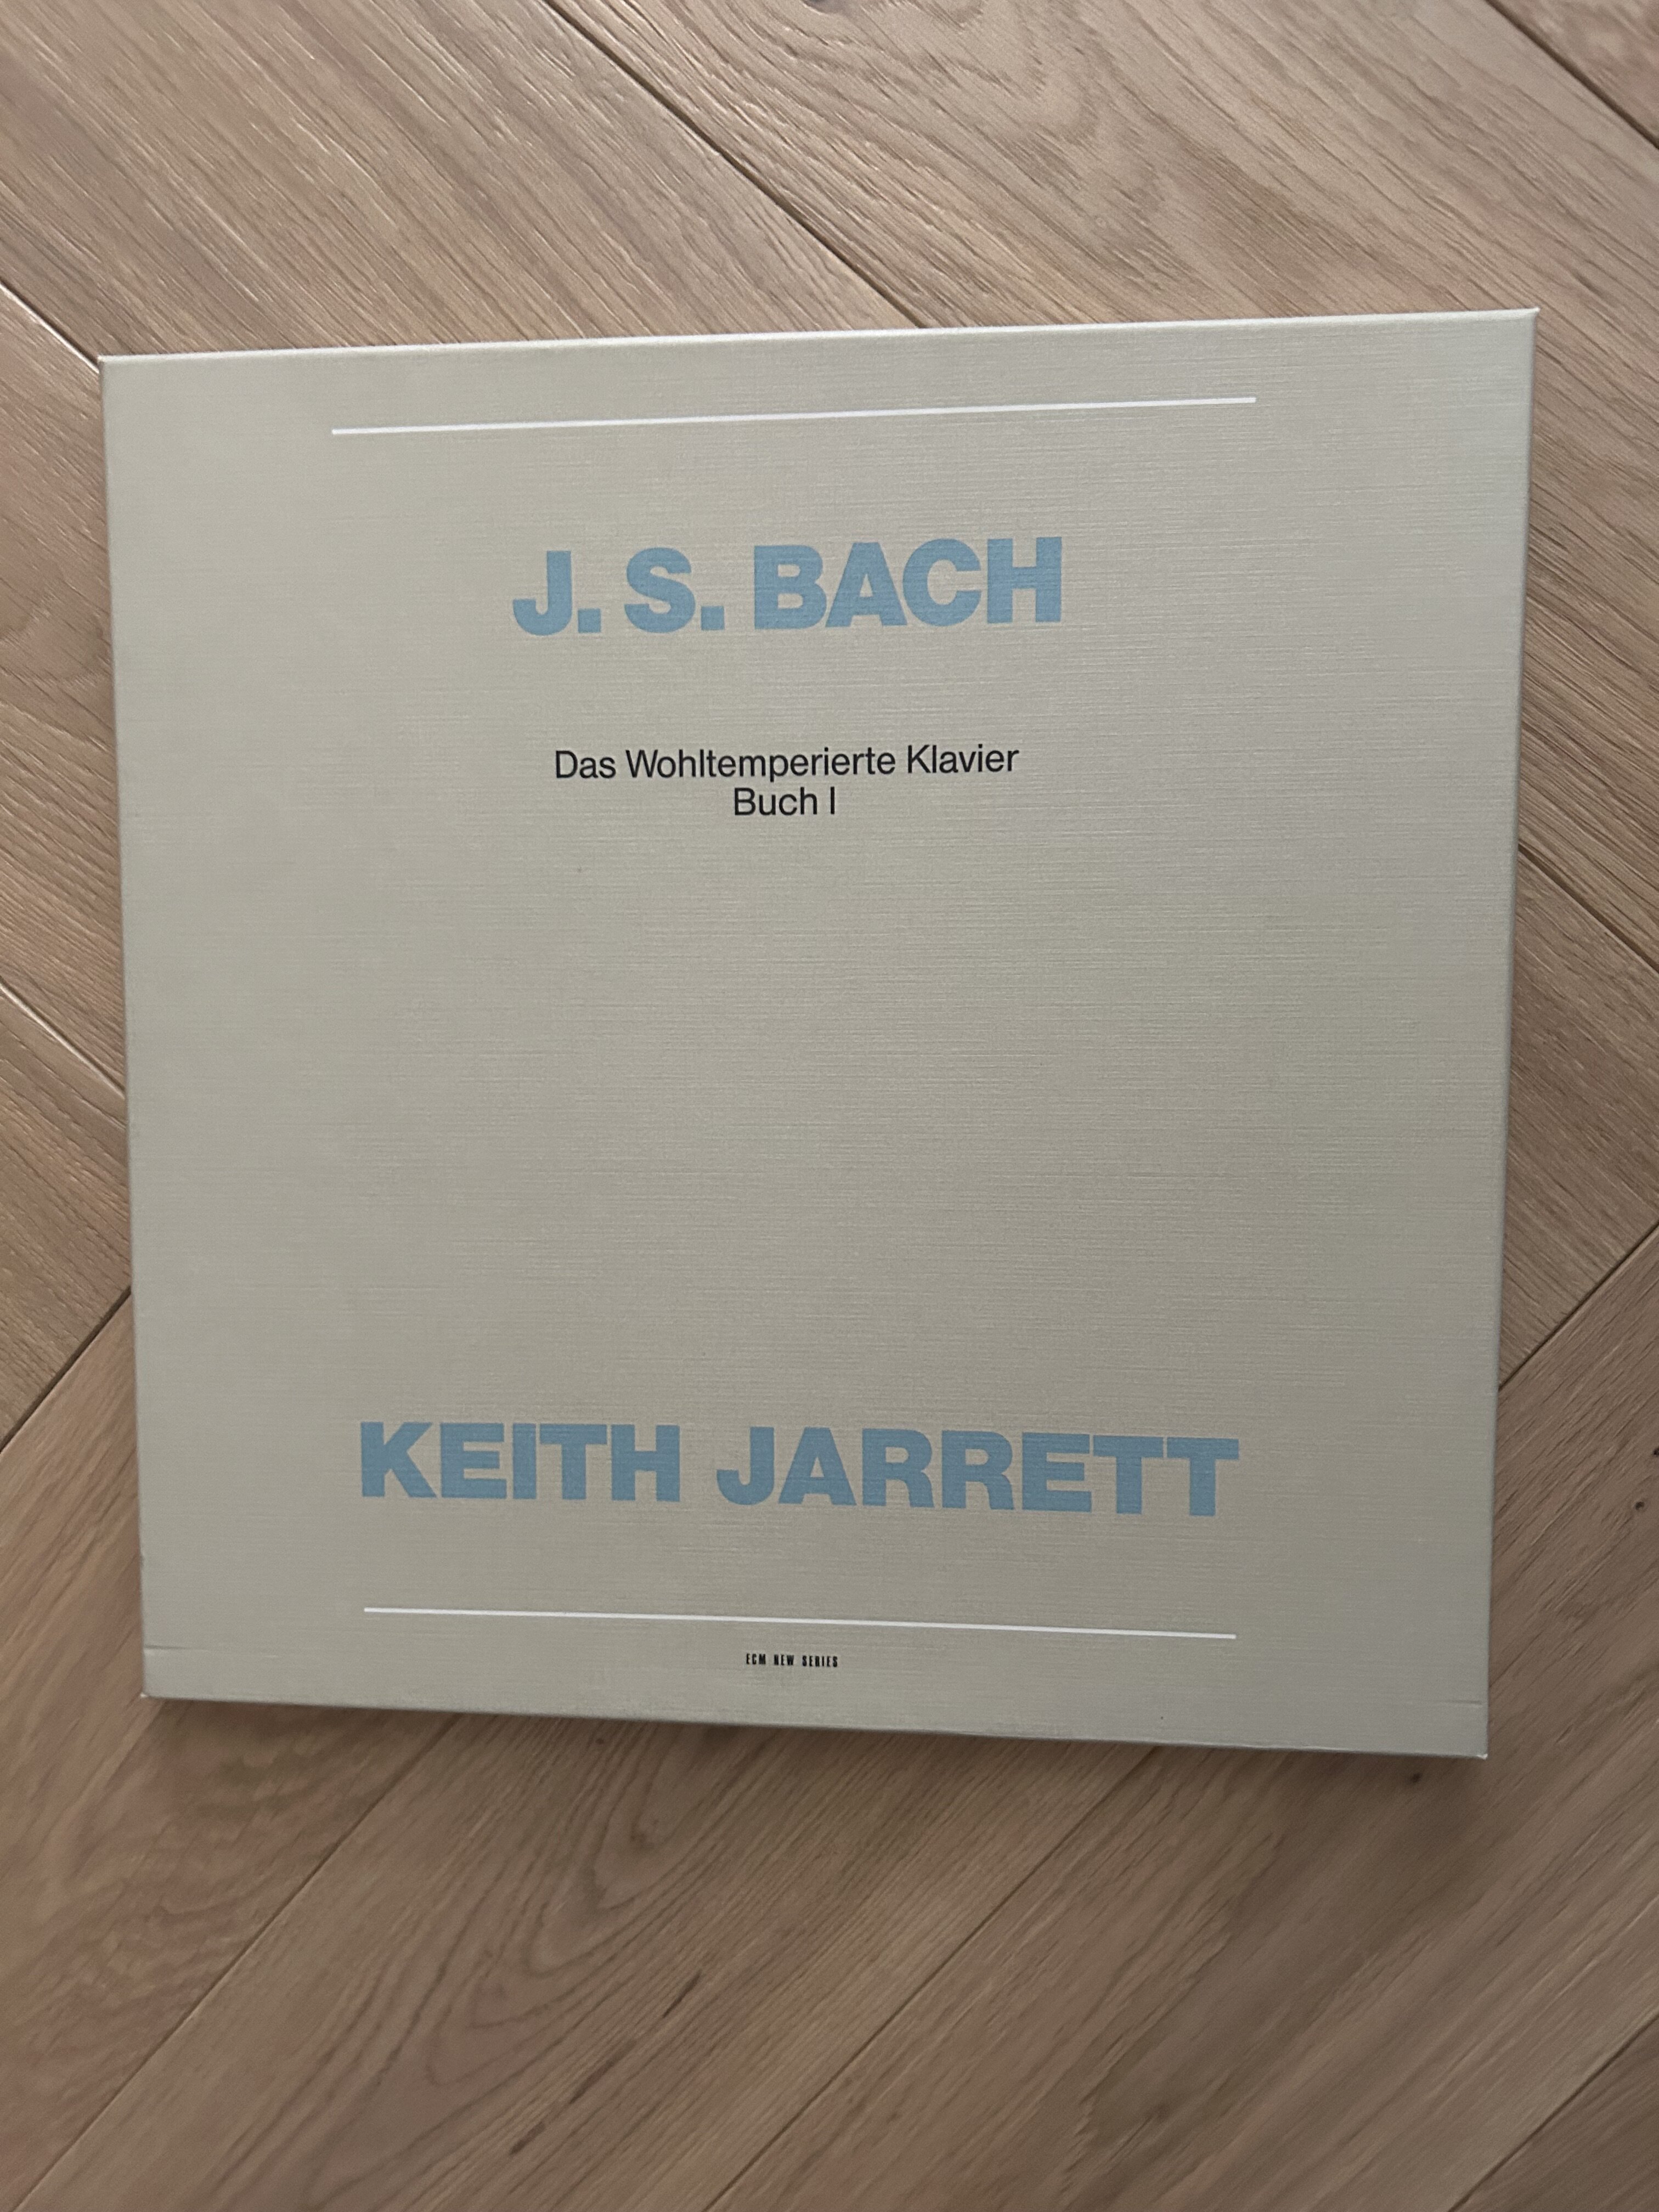 J. S. BACH
Das Wohltemperierte Klavier
Buch I
KEITH JARRETT
ECM NEW SERIES